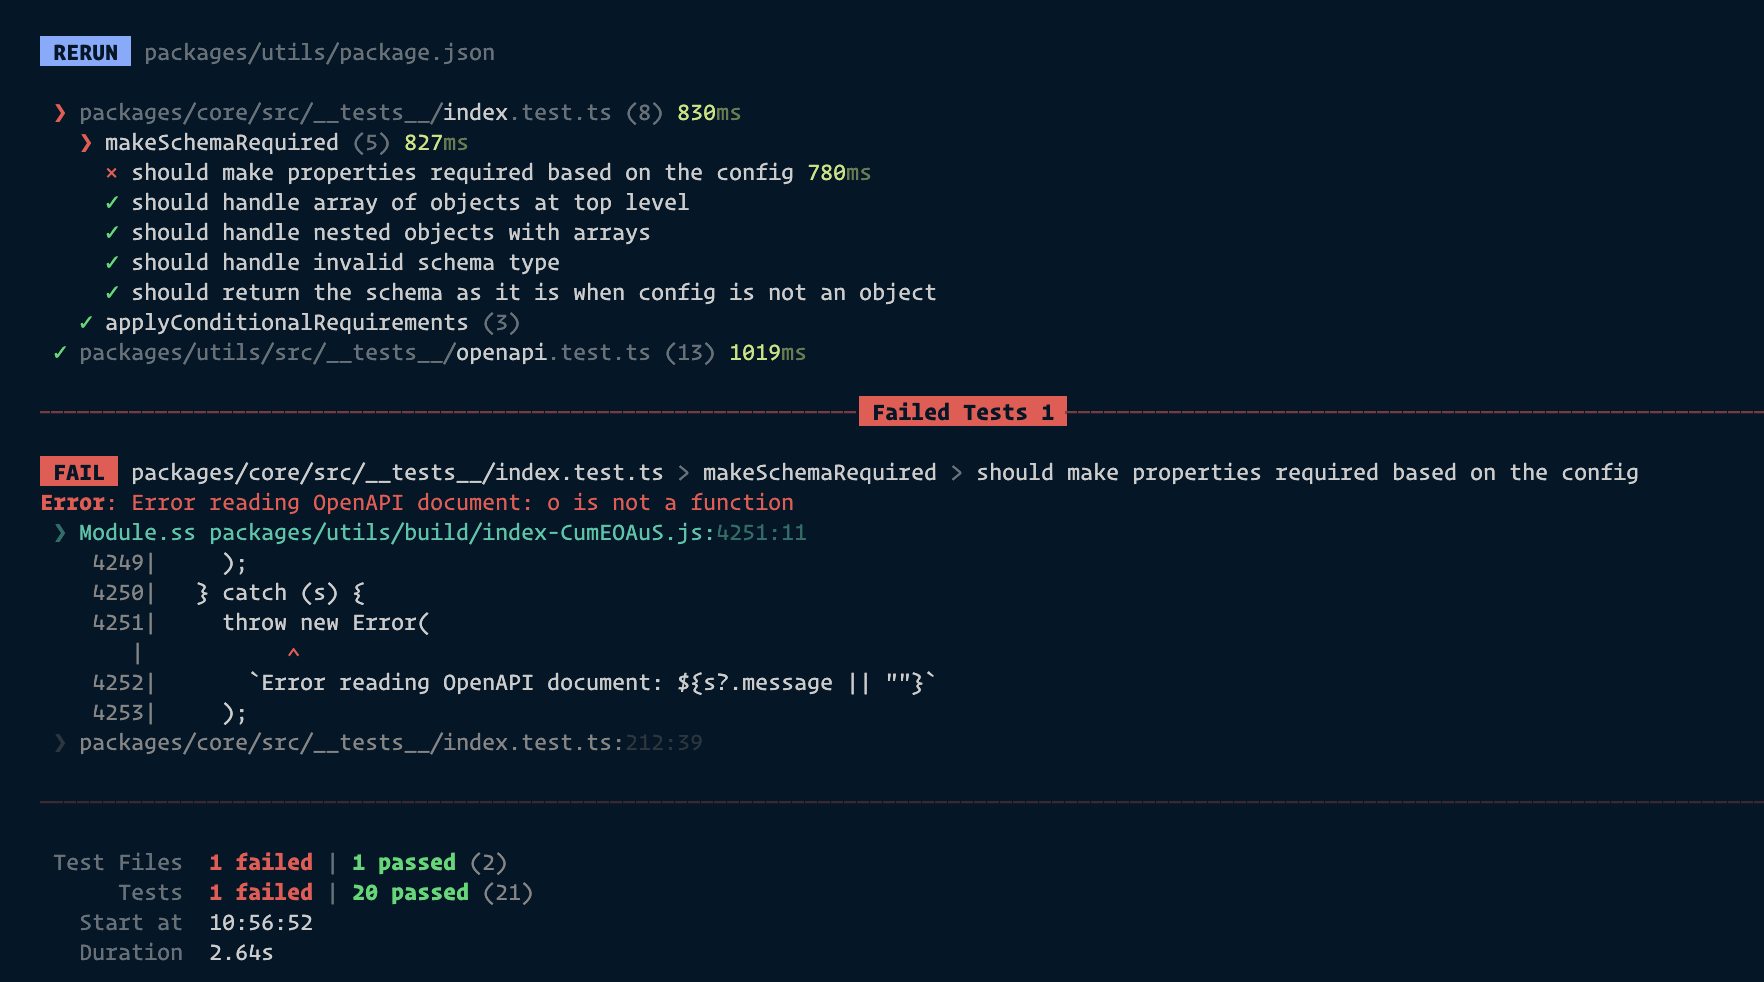 RERUN packages/utils/package.json
❯ packages/core/src/__tests__/index.test.ts (8) 830ms
❯ makeSchemaRequired (5) 827ms
× should make properties required based on the config 780ms
✓ should handle array of objects at top level
✓ should handle nested objects with arrays
✓ should handle invalid schema type
✓ should return the schema as it is when config is not an object
✓ applyConditionalRequirements (3)
✓ packages/utils/src/__tests__/openapi.test.ts (13) 1019ms
Failed Tests 1
FAIL packages/core/src/__tests__/index.test.ts > makeSchemaRequired > should make properties required based on the config
Error: Error reading OpenAPI document: o is not a function
❯ Module.ss packages/utils/build/index-CumEOAuS.js:4251:11
4249| );
4250| } catch (s) {
4251| throw new Error(
| ^
4252| `Error reading OpenAPI document: ${s?.message || ""}`
4253| );
❯ packages/core/src/__tests__/index.test.ts:212:39
Test Files 1 failed | 1 passed (2)
Tests 1 failed | 20 passed (21)
Start at 10:56:52
Duration 2.64s